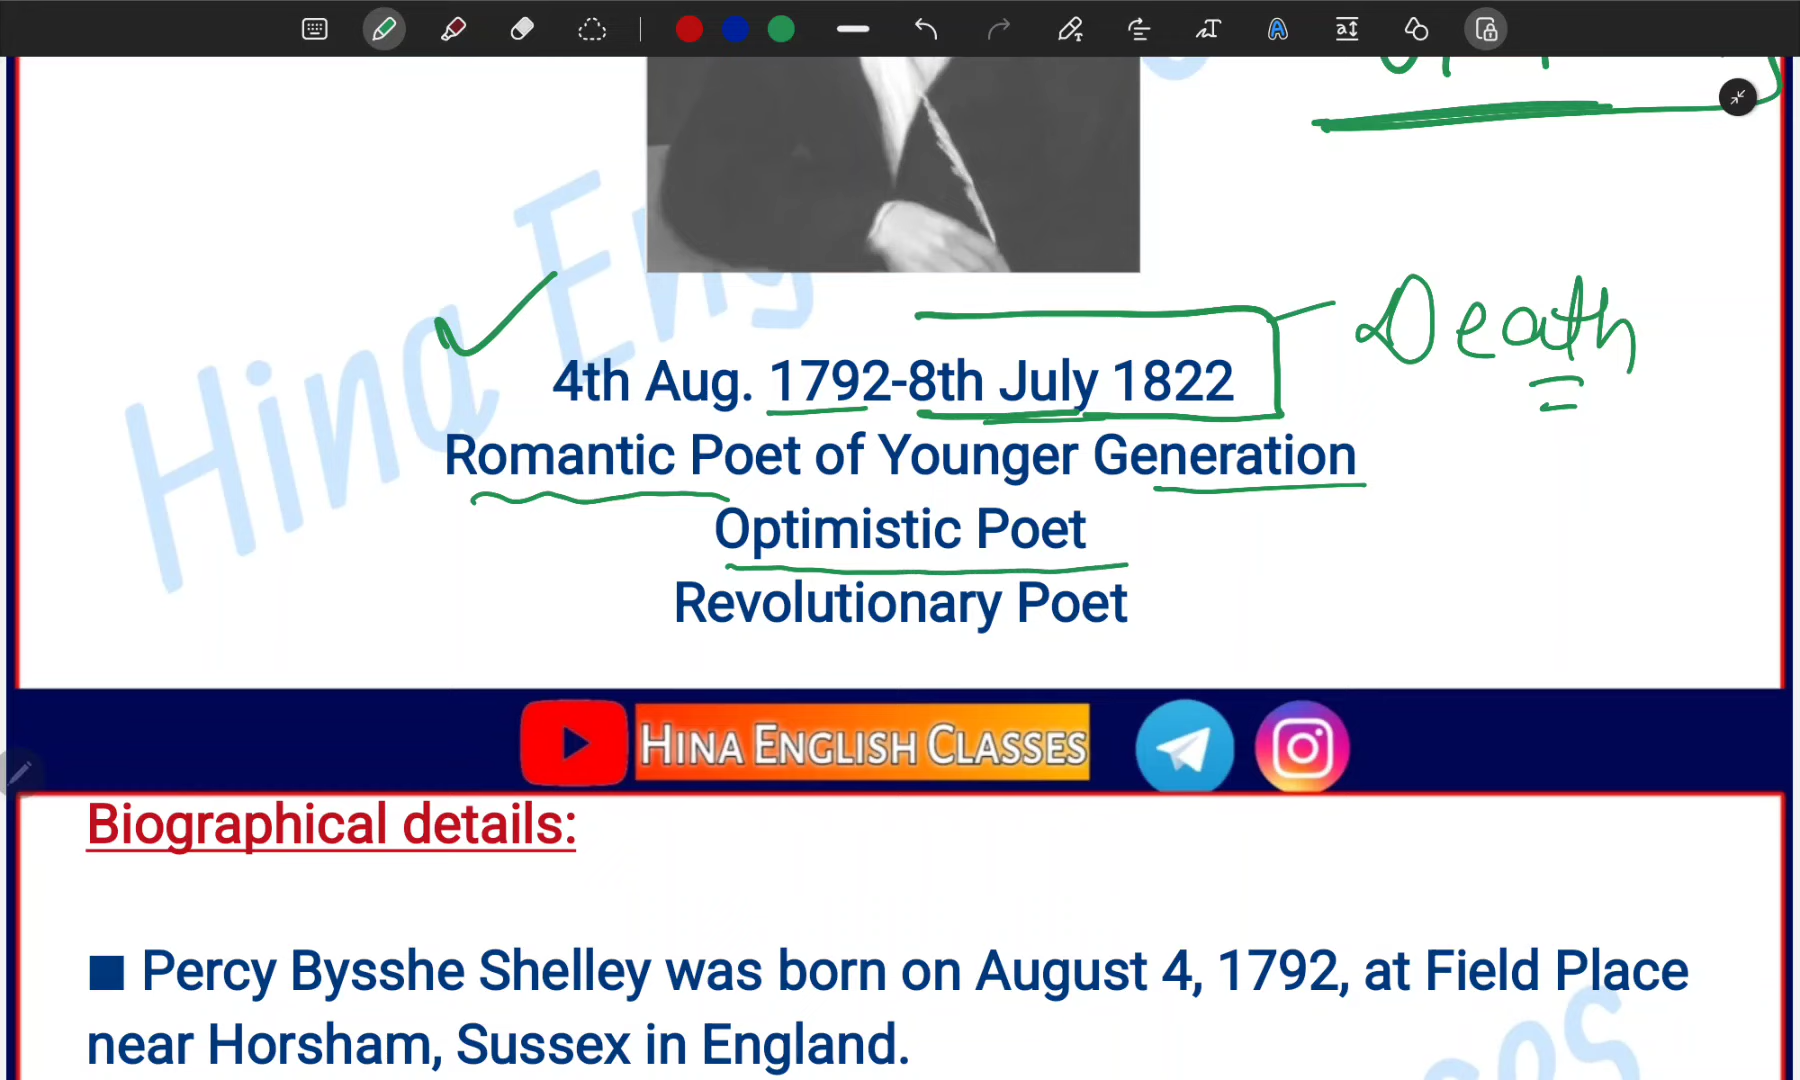 Death
4th Aug. 1792-8th July 1822
Romantic Poet of Younger Generation
Optimistic Poet
Revolutionary Poet
HINA ENGLISH CLASSES
Biographical details:
■ Percy Bysshe Shelley was born on August 4, 1792, at Field Place
near Horsham, Sussex in England.
Hina Eng